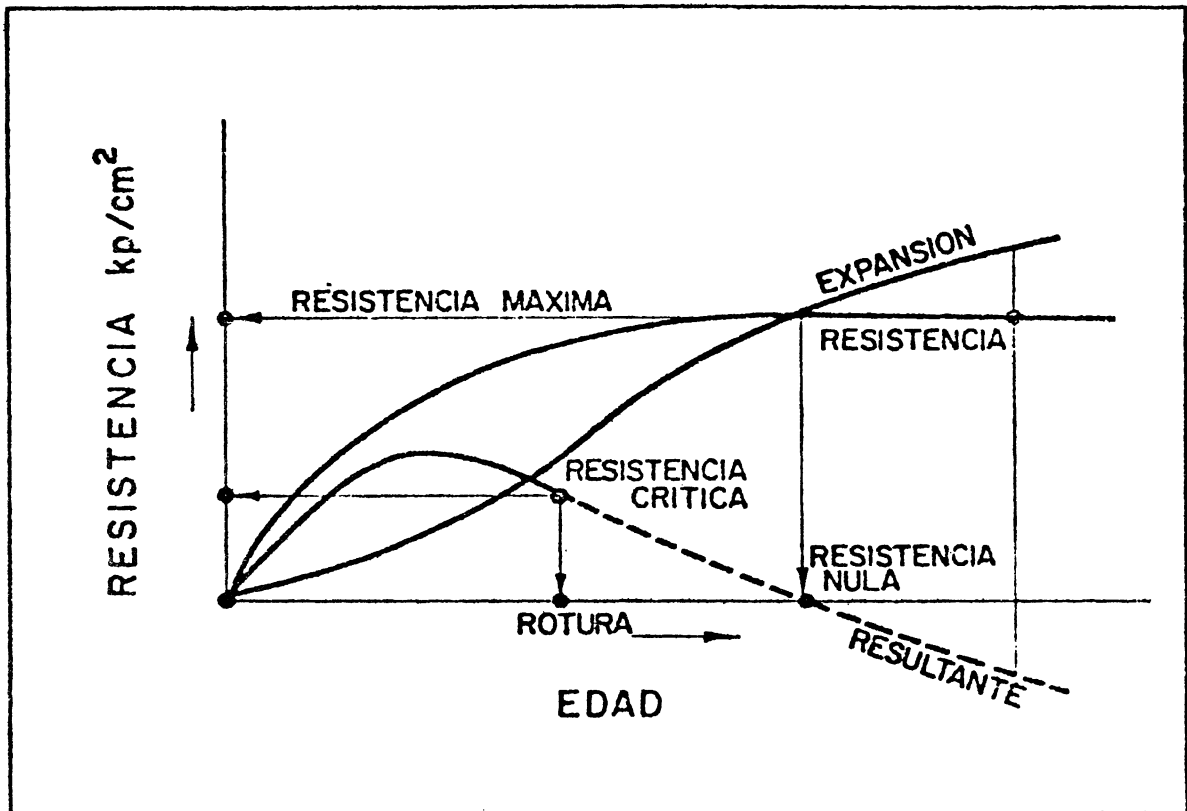 RESISTENCIA kp/cm²
EXPANSION
RESISTENCIA MAXIMA
RESISTENCIA
RESISTENCIA
CRITICA
RESISTENCIA
NULA
ROTURA
RESULTANTE
EDAD